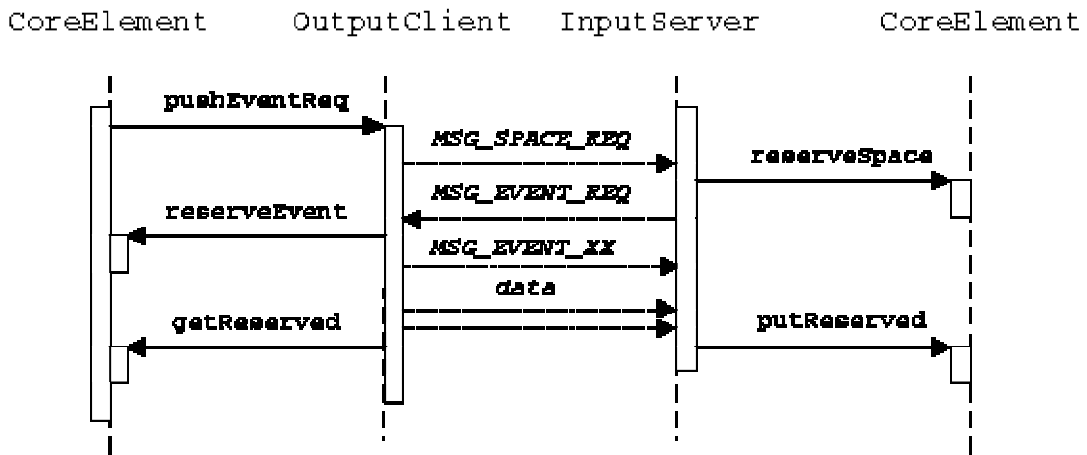 CoreElement OutputClient InputServer CoreElement
pushEventReq
MSG_SPACE_REQ
reserveSpace
MSG_EVENT_REQ
reserveEvent
MSG_EVENT_XX
data
getReserved
putReserved